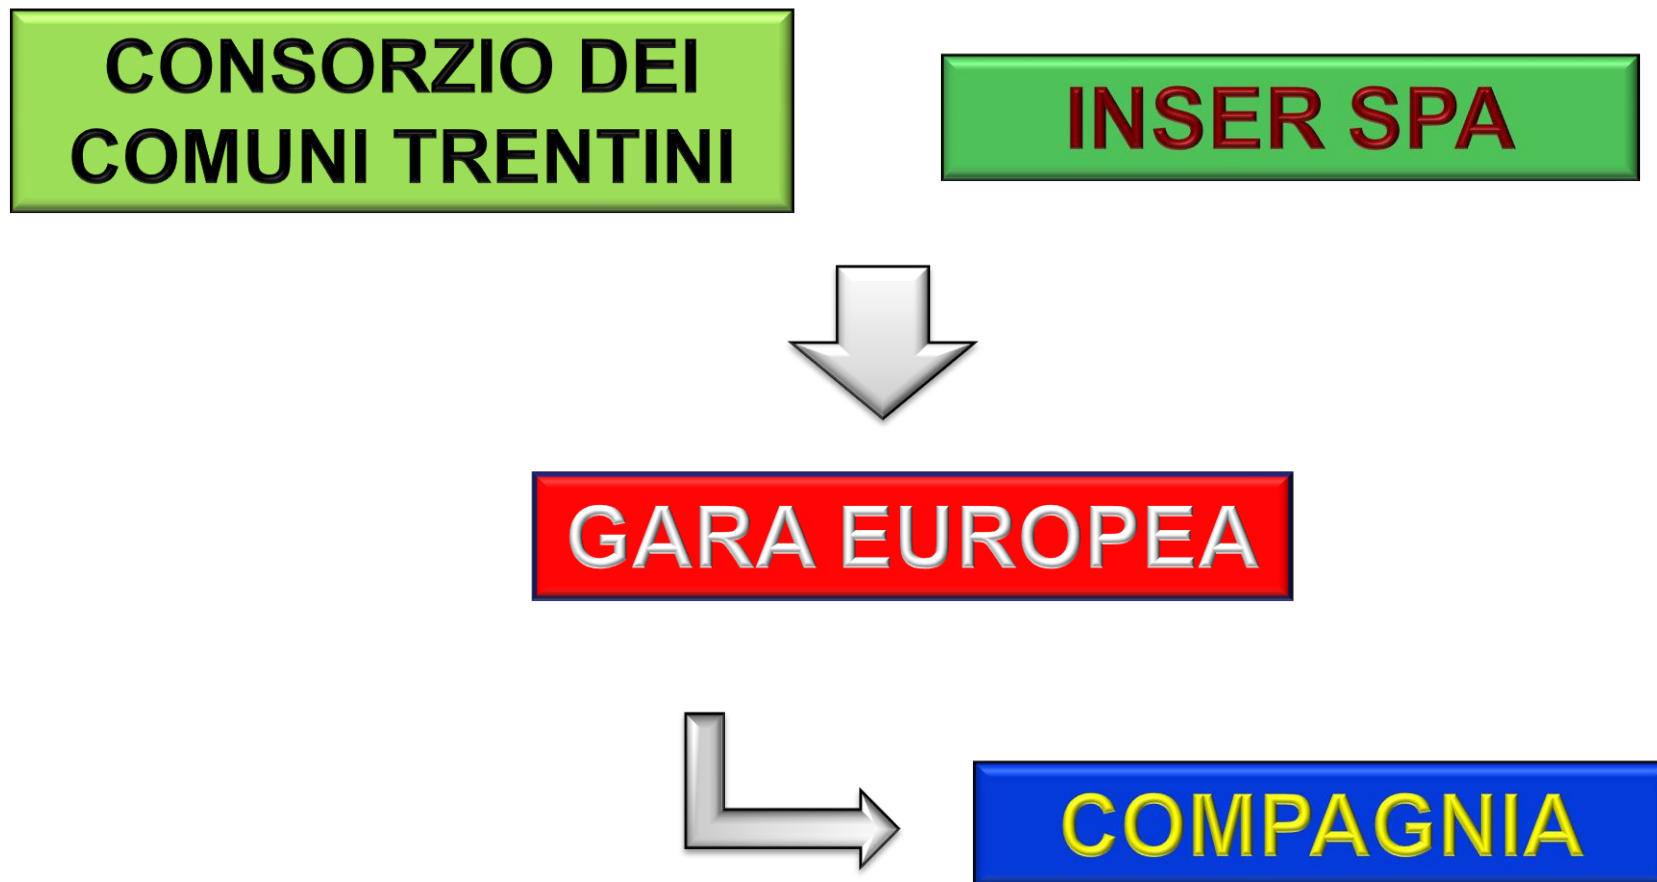 CONSORZIO DEI
COMUNI TRENTINI
INSER SPA
GARA EUROPEA
COMPAGNIA